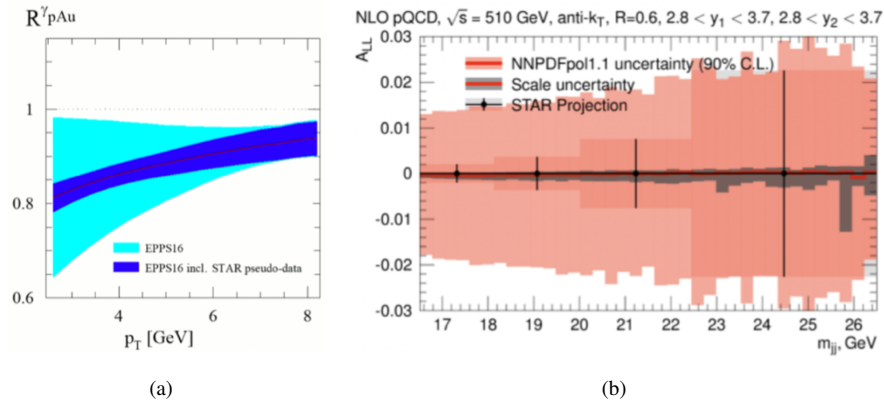 R^γ pAu
1
0.8
0.6
4
6
8
p_T [GeV]
EPPS16
EPPS16 incl. STAR pseudo-data
(a)
NLO pQCD, √s = 510 GeV, anti-k_T, R=0.6, 2.8 < y_1 < 3.7, 2.8 < y_2 < 3.7
A_LL
0.03
0.02
0.01
0
-0.01
-0.02
-0.03
NNPDFpol1.1 uncertainty (90% C.L.)
Scale uncertainty
STAR Projection
17 18 19 20 21 22 23 24 25 26
m_jj, GeV
(b)